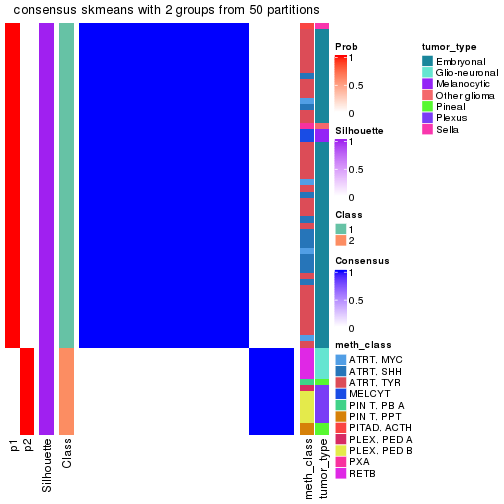 consensus skmeans with 2 groups from 50 partitions
p1
p2
Silhouette
Class
meth_class
tumor_type
Prob
1
0.5
0
Silhouette
1
0.5
0
Class
1
2
Consensus
1
0.5
0
meth_class
ATRT. MYC
ATRT. SHH
ATRT. TYR
MELCYT
PIN T. PB A
PIN T. PPT
PITAD. ACTH
PLEX. PED A
PLEX. PED B
PXA
RETB
tumor_type
Embryonal
Glio-neuronal
Melanocytic
Other glioma
Pineal
Plexus
Sella